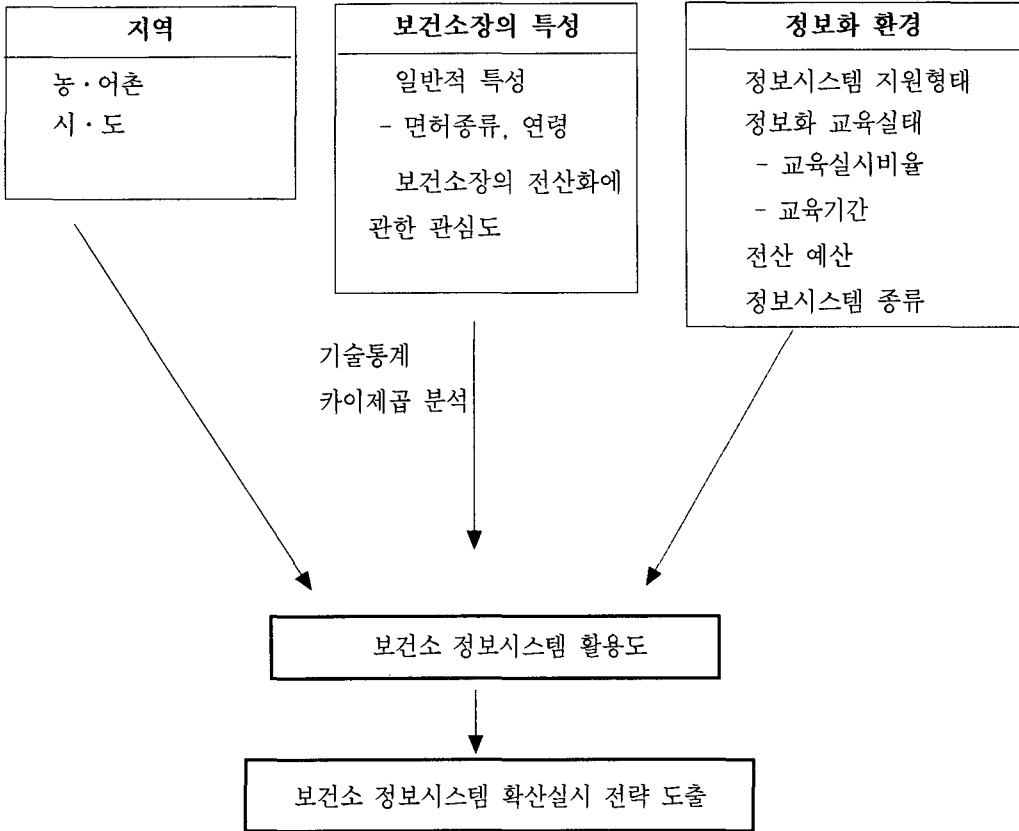 지역
농·어촌
시·도
보건소장의 특성
일반적 특성
- 면허종류, 연령
보건소장의 전산화에
관한 관심도
정보화 환경
정보시스템 지원형태
정보화 교육실태
- 교육실시비율
- 교육기간
전산 예산
정보시스템 종류
기술통계
카이제곱 분석
보건소 정보시스템 활용도
보건소 정보시스템 확산실시 전략 도출